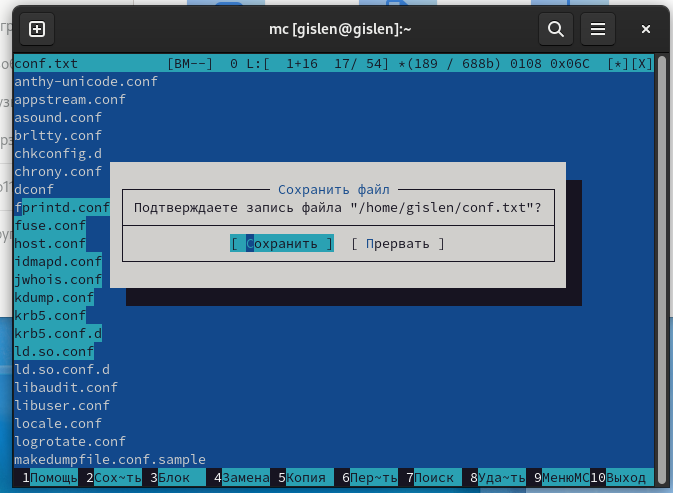 mc [gislen@gislen]:~
conf.txt [BM--] 0 L:[ 1+16 17/ 54] *(189 / 688b) 0108 0x06C [*][X]
anthy-unicode.conf
appstream.conf
asound.conf
brltty.conf
chkconfig.d
chrony.conf
dconf
Сохранить файл
fprintd.conf
Подтверждаете запись файла "/home/gislen/conf.txt"?
fuse.conf
host.conf
[ Сохранить ] [ Прервать ]
idmapd.conf
jwhois.conf
kdump.conf
krb5.conf
krb5.conf.d
ld.so.conf
ld.so.conf.d
libaudit.conf
libuser.conf
locale.conf
logrotate.conf
makedumpfile.conf.sample
1Помощь 2Сох~ть 3Блок 4Замена 5Копия 6Пер~ть 7Поиск 8Уда~ть 9МенюMC 10Выход